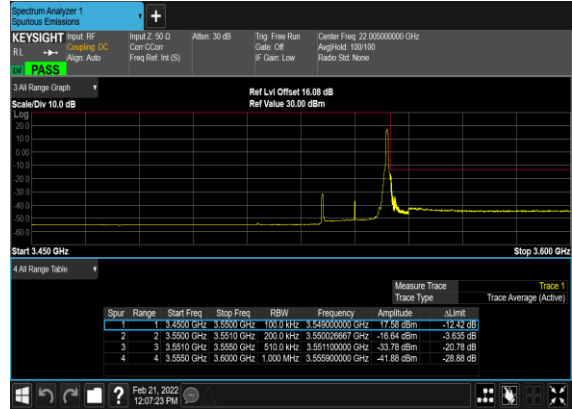 Spectrum Analyzer 1
Spurious Emissions
KEYSIGHT Input: RF Input Z: 50 Ω Atten: 30 dB Trig: Free Run Center Freq: 22.005000000 GHz
RL Coupling: DC Corr CCorr Gate: Off Avg|Hold: 100/100
Align: Auto Freq Ref: Int (S) IF Gain: Low Radio Std: None
PASS
3 All Range Graph
Ref Lvl Offset 16.08 dB
Scale/Div 10.0 dB Ref Value 30.00 dBm
Log
20.0
10.0
0.00
-10.0
-20.0
-30.0
-40.0
-50.0
-60.0
Start 3.450 GHz Stop 3.600 GHz
4 All Range Table
Measure Trace Trace 1
Trace Type Trace Average (Active)
Spur Range Start Freq Stop Freq RBW Frequency Amplitude ΔLimit
1 1 3.4500 GHz 3.5500 GHz 100.0 kHz 3.549000000 GHz 17.58 dBm -12.42 dB
2 2 3.5500 GHz 3.5510 GHz 200.0 kHz 3.550026667 GHz -16.64 dBm -3.635 dB
3 3 3.5510 GHz 3.5550 GHz 510.0 kHz 3.551100000 GHz -33.78 dBm -20.78 dB
4 4 3.5550 GHz 3.6000 GHz 1.000 MHz 3.555900000 GHz -41.88 dBm -28.88 dB
Feb 21, 2022
12:07:23 PM